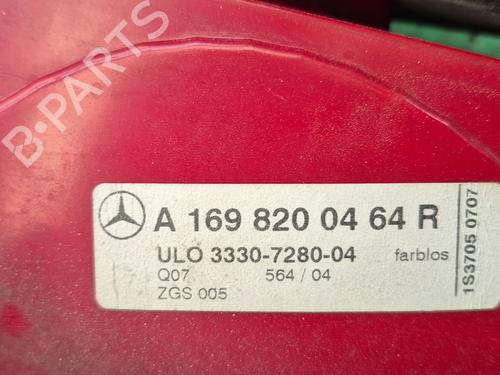 B-PARTS
A 169 820 04 64 R
ULO 3330-7280-04 farblos
Q07 564 / 04
ZGS 005
1S3705 0707